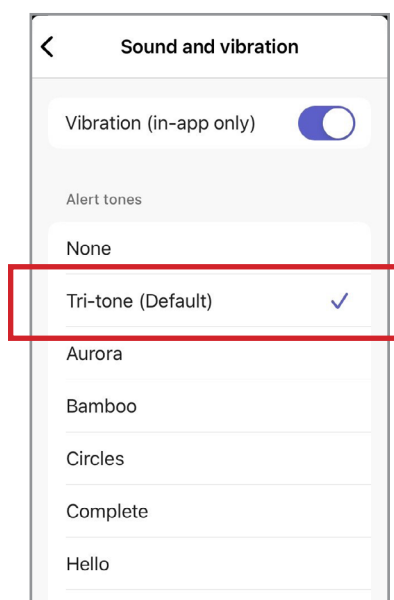 Sound and vibration
Vibration (in-app only)
Alert tones
None
Tri-tone (Default)
Aurora
Bamboo
Circles
Complete
Hello